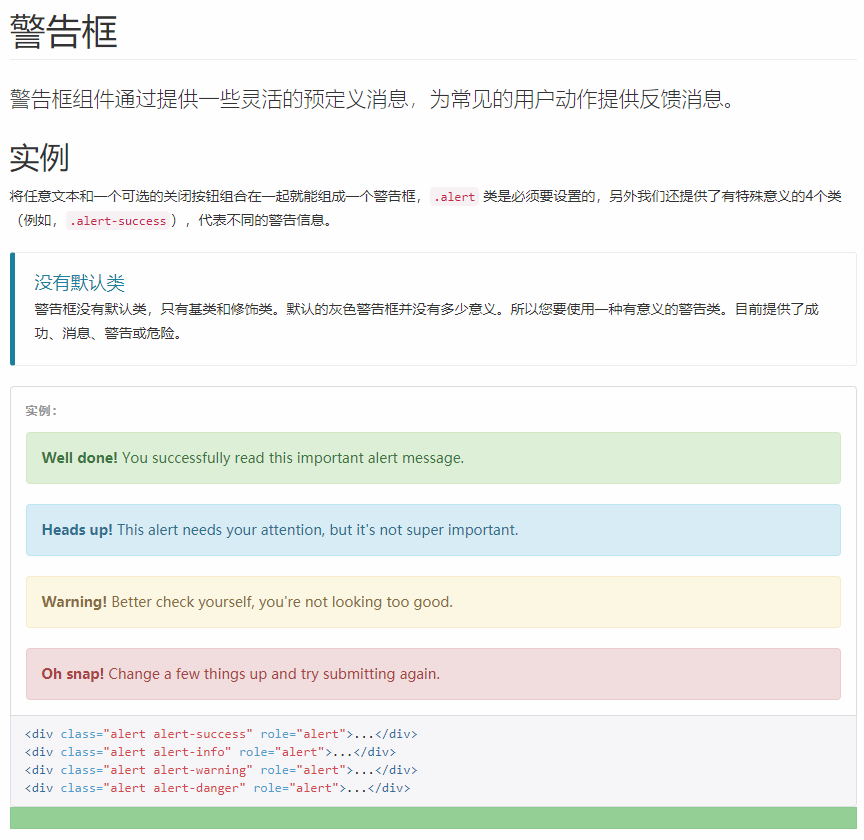 警告框
警告框组件通过提供一些灵活的预定义消息，为常见的用户动作提供反馈消息。
实例
将任意文本和一个可选的关闭按钮组合在一起就能组成一个警告框，.alert 类是必须要设置的，另外我们还提供了有特殊意义的4个类
（例如，.alert-success），代表不同的警告信息。
没有默认类
警告框没有默认类，只有基类和修饰类。默认的灰色警告框并没有多少意义。所以您要使用一种有意义的警告类。目前提供了成
功、消息、警告或危险。
实例：
Well done! You successfully read this important alert message.
Heads up! This alert needs your attention, but it's not super important.
Warning! Better check yourself, you're not looking too good.
Oh snap! Change a few things up and try submitting again.
<div class="alert alert-success" role="alert">...</div>
<div class="alert alert-info" role="alert">...</div>
<div class="alert alert-warning" role="alert">...</div>
<div class="alert alert-danger" role="alert">...</div>